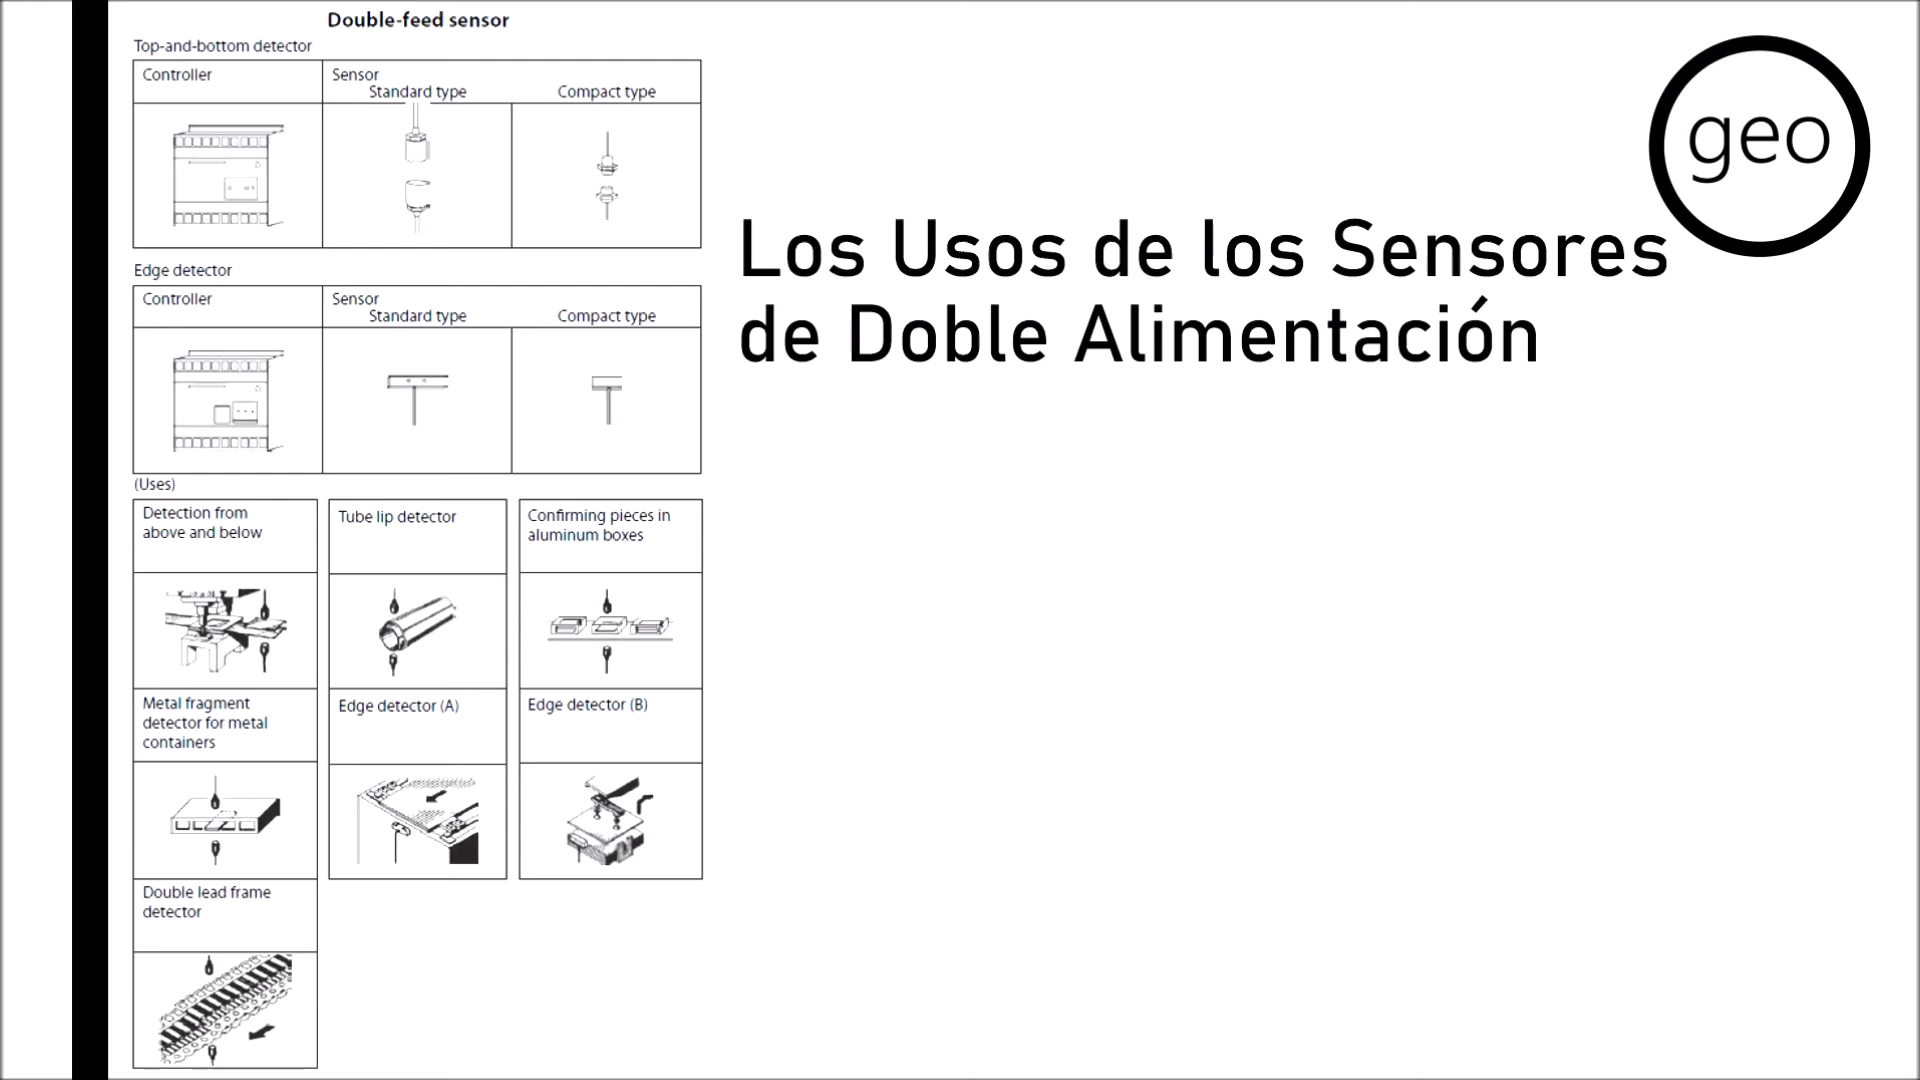 Double-feed sensor
Top-and-bottom detector
Controller
Sensor
Standard type
Compact type
Edge detector
Controller
Sensor
Standard type
Compact type
(Uses)
Detection from
above and below
Tube lip detector
Confirming pieces in
aluminum boxes
Metal fragment
detector for metal
containers
Edge detector (A)
Edge detector (B)
Double lead frame
detector
Los Usos de los Sensores
de Doble Alimentación
geo